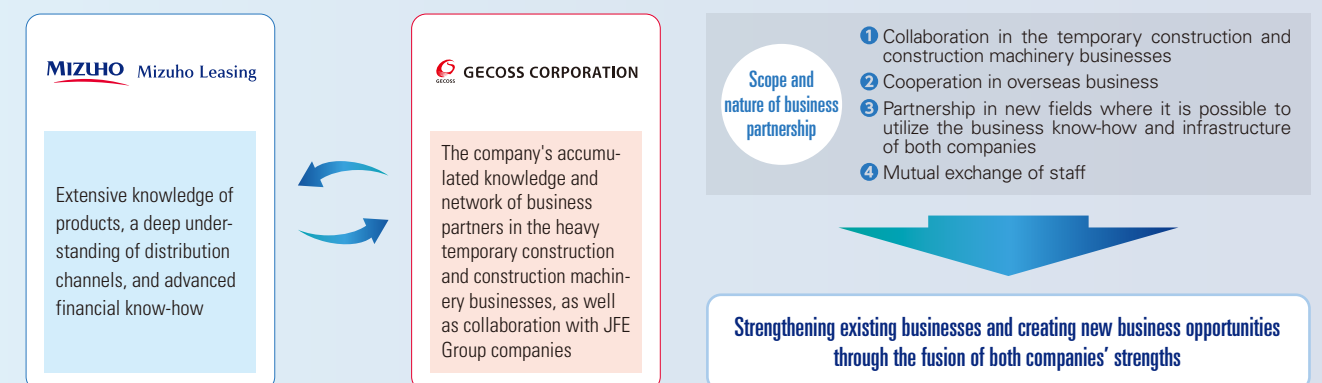 MIZUHO Mizuho Leasing
Extensive knowledge of
products, a deep under-
standing of distribution
channels, and advanced
financial know-how
GECOSS
GECOSS CORPORATION
The company's accumu-
lated knowledge and
network of business
partners in the heavy
temporary construction
and construction machin-
ery businesses, as well
as collaboration with JFE
Group companies
Scope and
nature of business
partnership
1 Collaboration in the temporary construction and
construction machinery businesses
2 Cooperation in overseas business
3 Partnership in new fields where it is possible to
utilize the business know-how and infrastructure
of both companies
4 Mutual exchange of staff
Strengthening existing businesses and creating new business opportunities
through the fusion of both companies' strengths